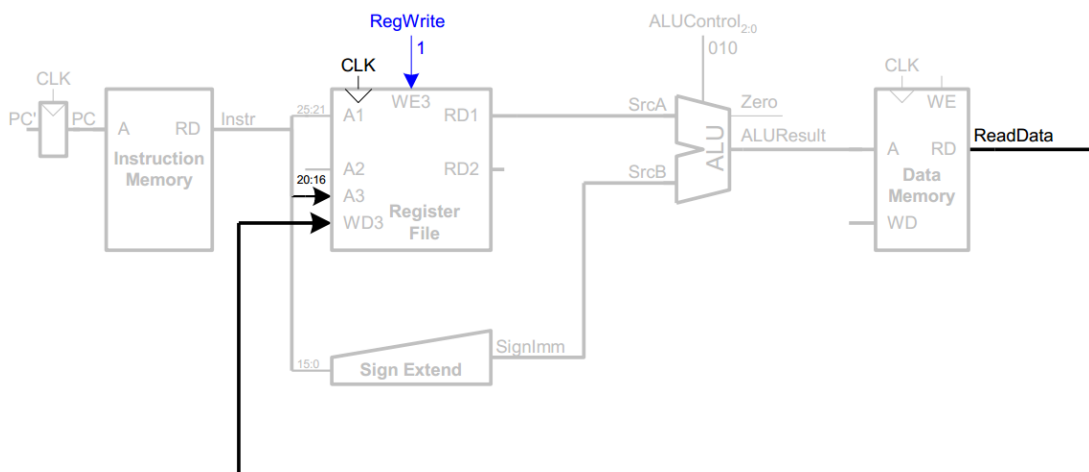 RegWrite
1
ALUControl2:0
010
CLK
CLK
CLK
PC'
PC
A
RD
Instruction
Memory
Instr
25:21
A1
WE3
RD1
A2
RD2
20:16
A3
WD3
Register
File
SrcA
SrcB
ALU
Zero
ALUResult
WE
A
RD
Data
Memory
WD
ReadData
15:0
Sign Extend
SignImm